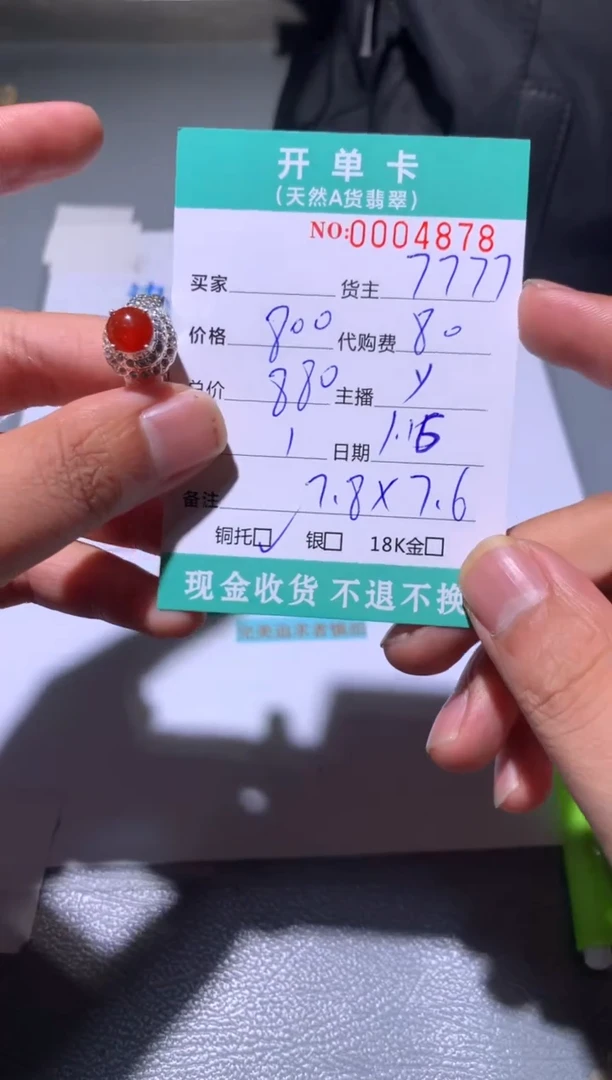 开单卡
(天然A货翡翠)
NO:0004878
买家 货主 7777
价格 800 代购费 80
总价 880 主播 y
1 日期 1.15
备注 7.8X7.6
铜托☑ 银□ 18K金□
现金收货 不退不换